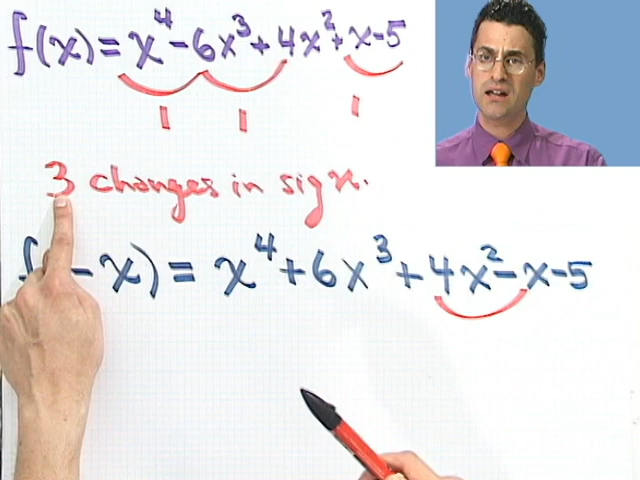 f(x) = x⁴ - 6x³ + 4x² + x - 5
1 1 1
3 changes in sign.
f(-x) = x⁴ + 6x³ + 4x² - x - 5